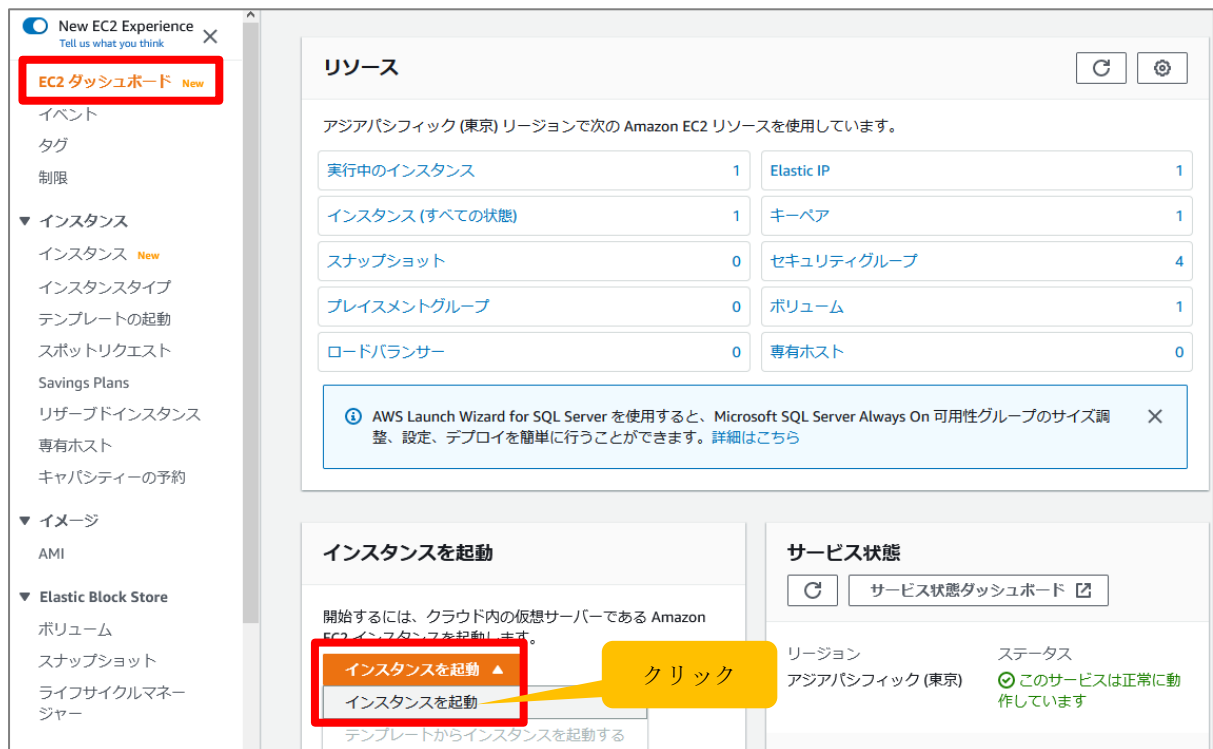 New EC2 Experience
Tell us what you think
EC2 ダッシュボード New
イベント
タグ
制限
インスタンス
インスタンス New
インスタンスタイプ
テンプレートの起動
スポットリクエスト
Savings Plans
リザーブドインスタンス
専有ホスト
キャパシティーの予約
イメージ
AMI
Elastic Block Store
ボリューム
スナップショット
ライフサイクルマネー
ジャー
リソース
アジアパシフィック (東京) リージョンで次の Amazon EC2 リソースを使用しています。
実行中のインスタンス 1
Elastic IP 1
インスタンス (すべての状態) 1
キーペア 1
スナップショット 0
セキュリティグループ 4
プレイスメントグループ 0
ボリューム 1
ロードバランサー 0
専有ホスト 0
AWS Launch Wizard for SQL Server を使用すると、Microsoft SQL Server Always On 可用性グループのサイズ調
整、設定、デプロイを簡単に行うことができます。詳細はこちら
インスタンスを起動
開始するには、クラウド内の仮想サーバーである Amazon
EC2 インスタンスを起動します。
インスタンスを起動
インスタンスを起動
テンプレートからインスタンスを起動する
クリック
サービス状態
サービス状態ダッシュボード
リージョン
アジアパシフィック (東京)
ステータス
このサービスは正常に動
作しています